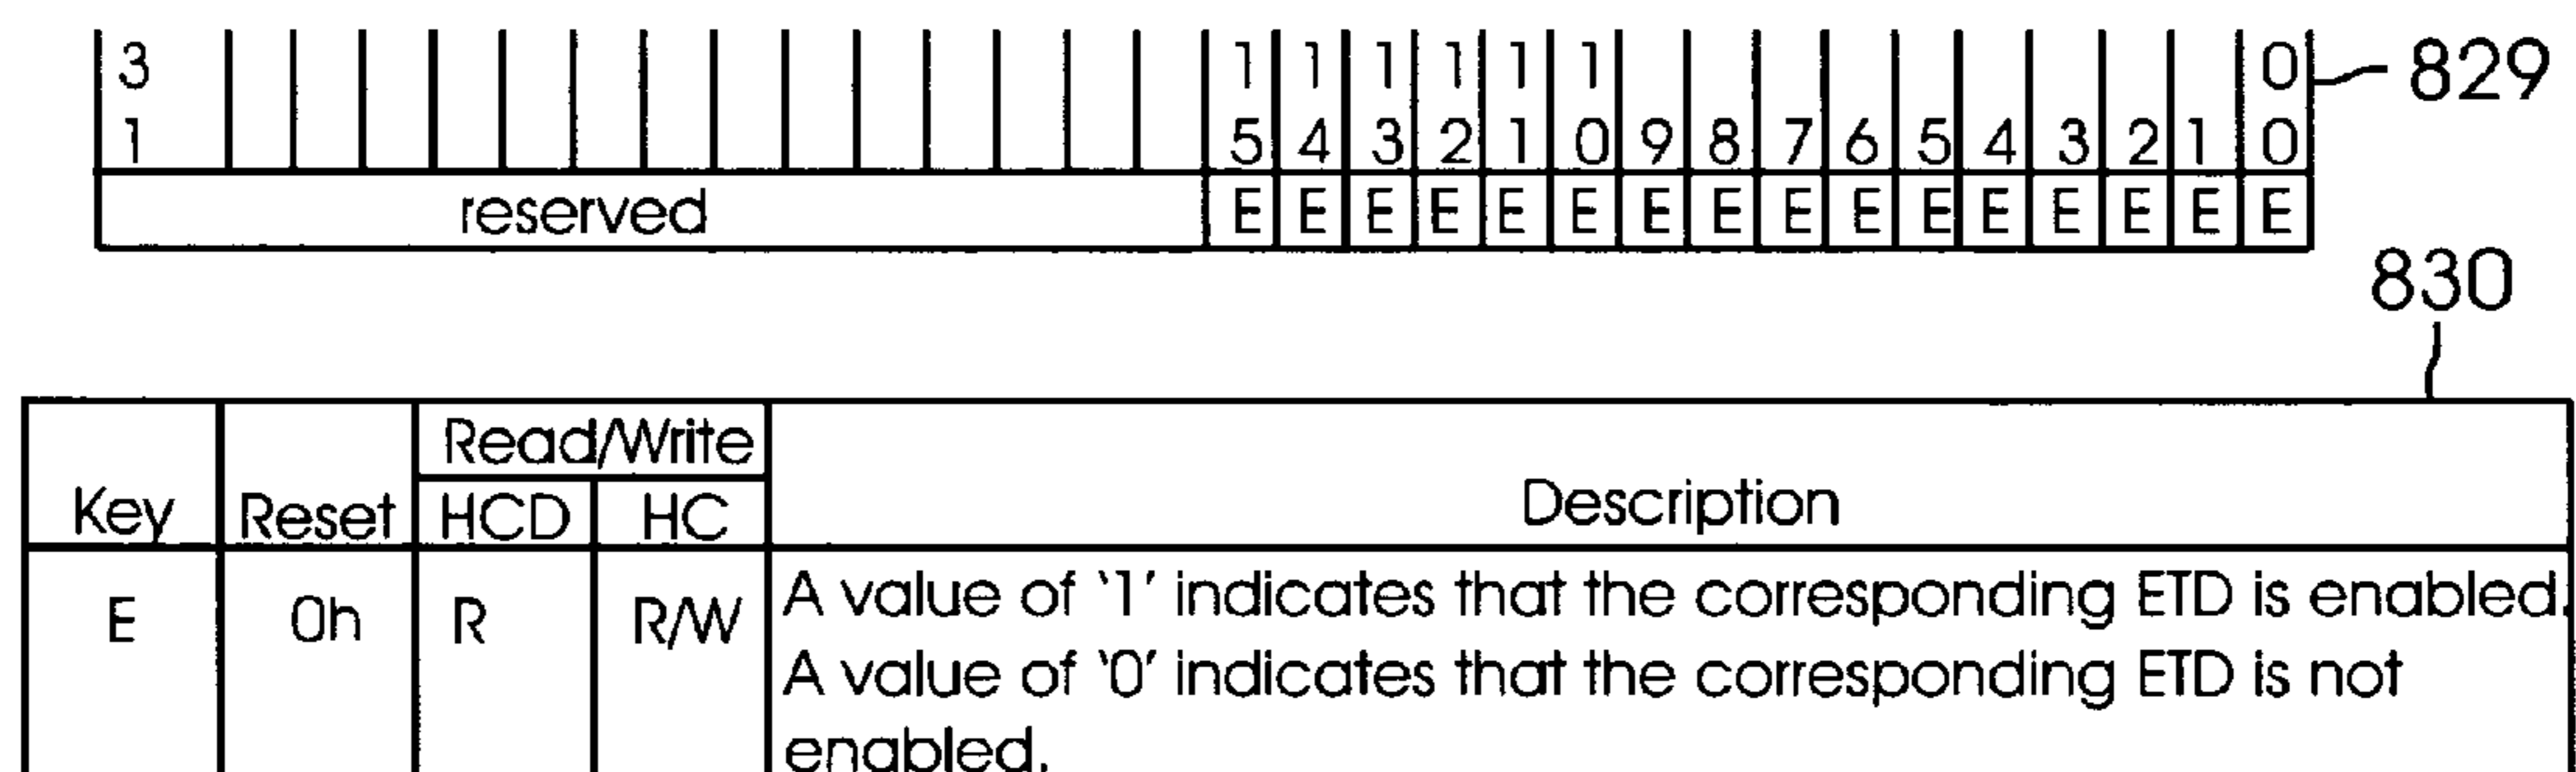 3 1 1 1 1 1 1 0 829
1 5 4 3 2 1 0 9 8 7 6 5 4 3 2 1 0
reserved E E E E E E E E E E E E E E E E
830
Read/Write
Key Reset HCD HC Description
E 0h R R/W A value of '1' indicates that the corresponding ETD is enabled.
A value of '0' indicates that the corresponding ETD is not
enabled.